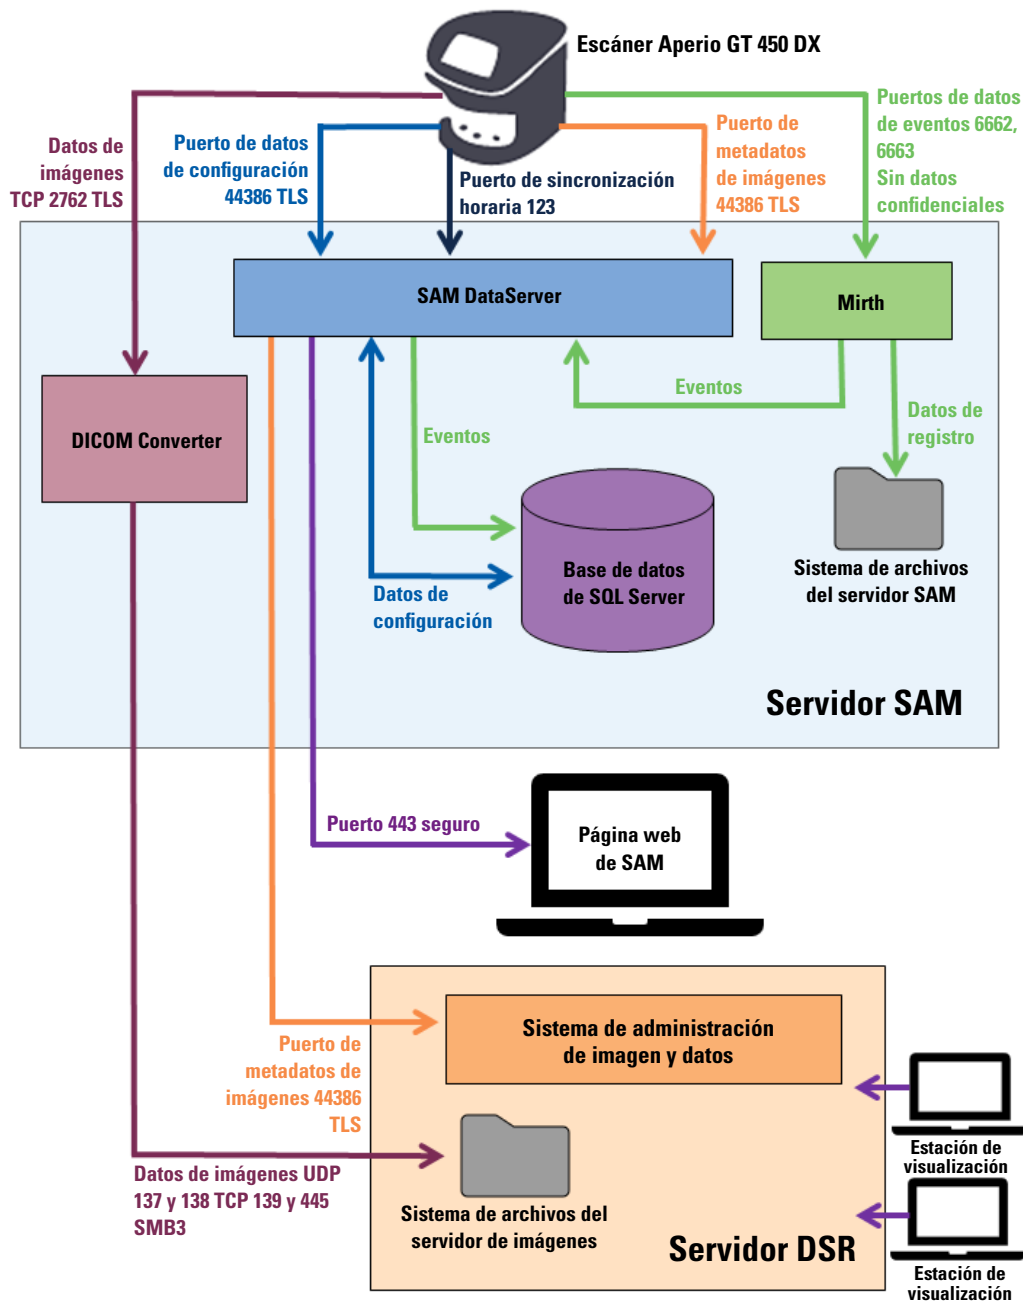 Escáner Aperio GT 450 DX
Datos de
imágenes
TCP 2762 TLS
Puerto de datos
de configuración
44386 TLS
Puerto de sincronización
horaria 123
Puerto de
metadatos
de imágenes
44386 TLS
Puertos de datos
de eventos 6662,
6663
Sin datos
confidenciales
SAM DataServer
Mirth
DICOM Converter
Eventos
Eventos
Datos de
registro
Base de datos
de SQL Server
Datos de
configuración
Sistema de archivos
del servidor SAM
Servidor SAM
Puerto 443 seguro
Página web
de SAM
Sistema de administración
de imagen y datos
Puerto de
metadatos de
imágenes 44386
TLS
Estación de
visualización
Datos de imágenes UDP
137 y 138 TCP 139 y 445
SMB3
Sistema de archivos del
servidor de imágenes
Servidor DSR
Estación de
visualización